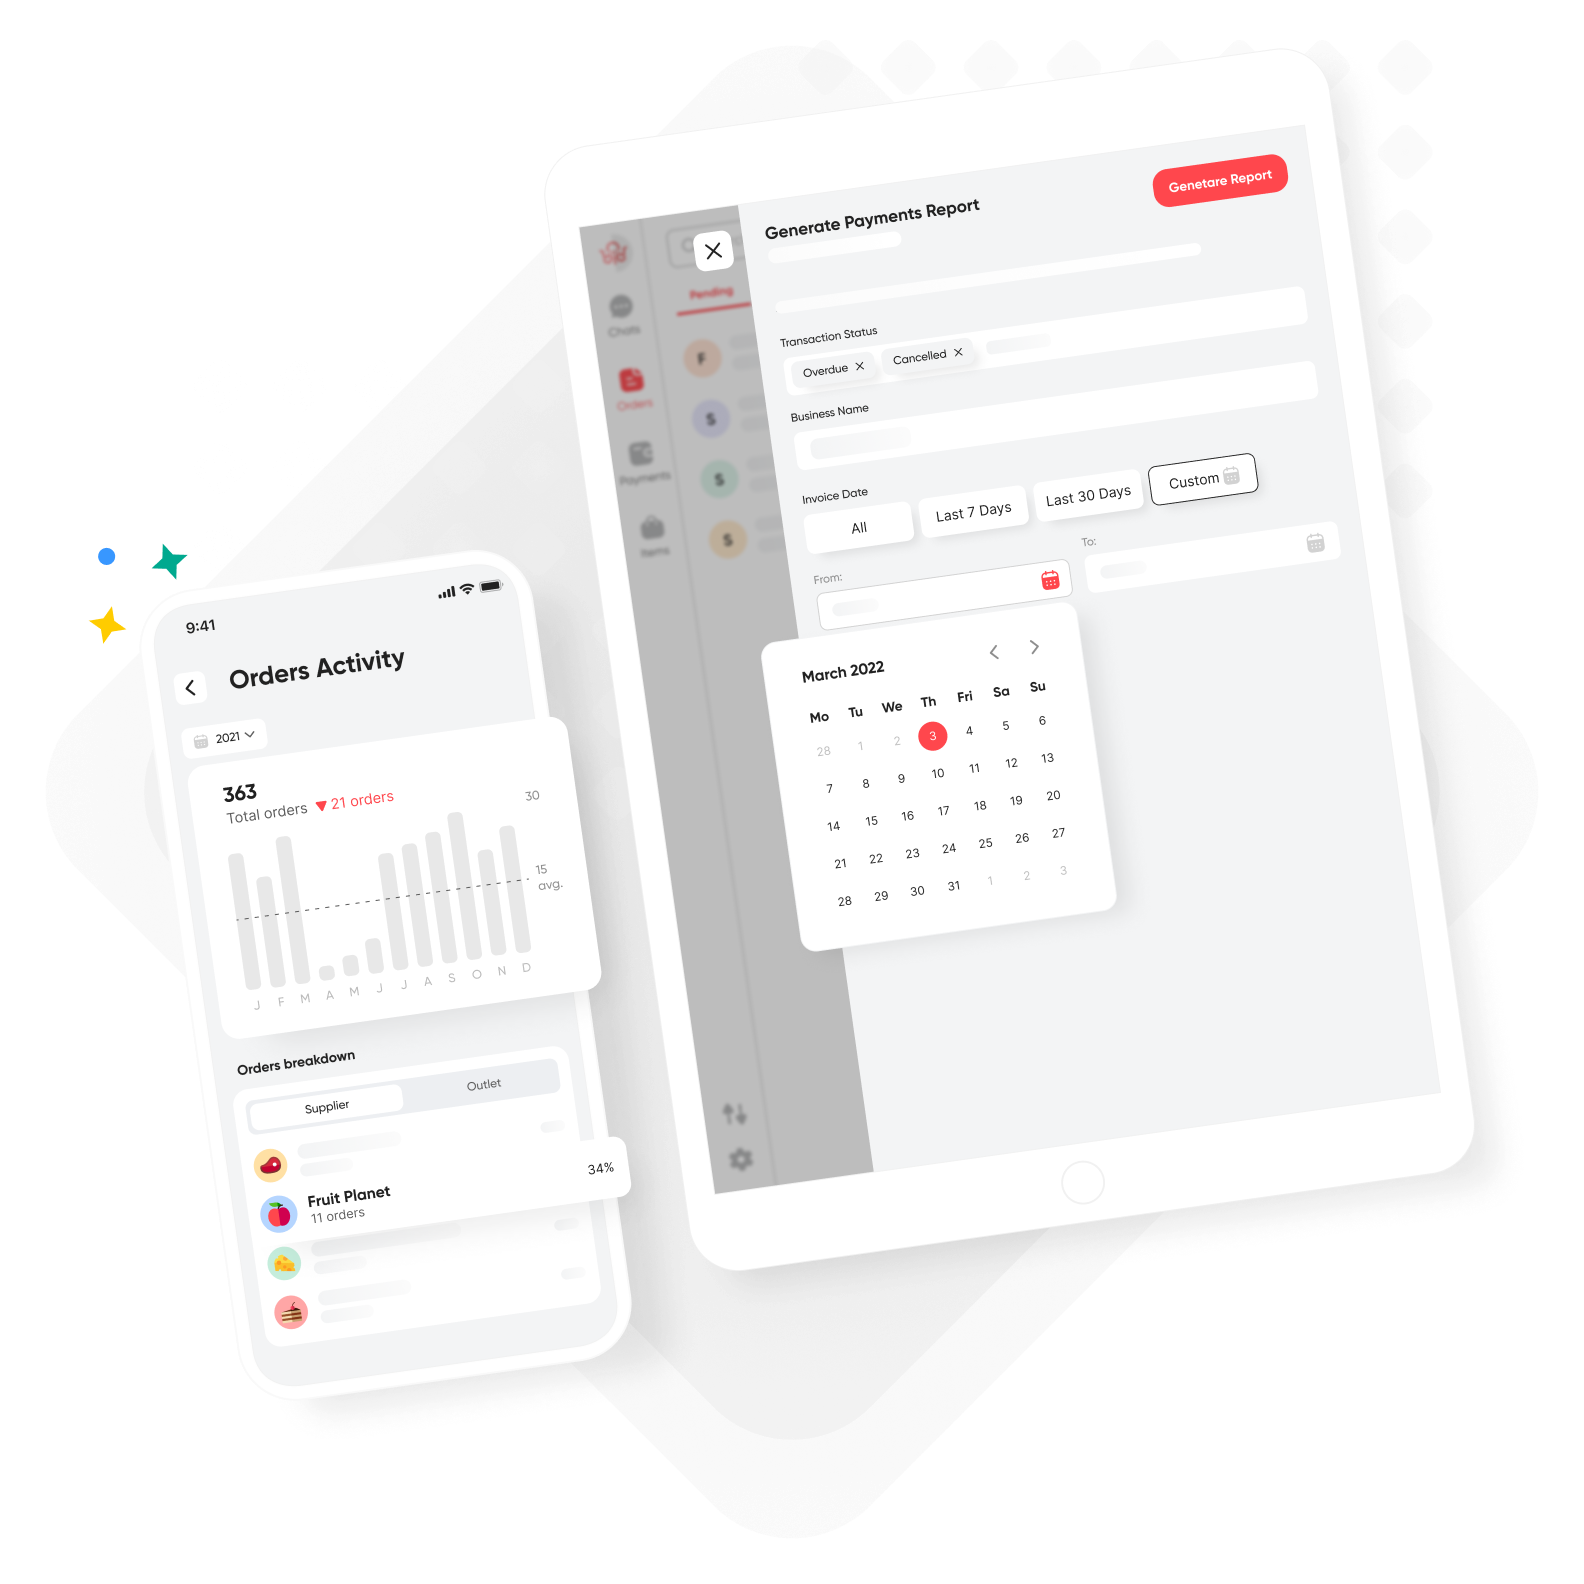 Generate Payments Report
Genetare Report
Pending
Chats
Orders
Payments
Items
F
S
S
S
Transaction Status
Overdue
Cancelled
Business Name
Invoice Date
All
Last 7 Days
Last 30 Days
Custom
From:
To:
March 2022
Mo Tu We Th Fri Sa Su
28 1 2 3 4 5 6
7 8 9 10 11 12 13
14 15 16 17 18 19 20
21 22 23 24 25 26 27
28 29 30 31 1 2 3
9:41
Orders Activity
2021
363
Total orders 21 orders
30
15
avg.
J F M A M J J A S O N D
Orders breakdown
Supplier
Outlet
Fruit Planet
11 orders
34%